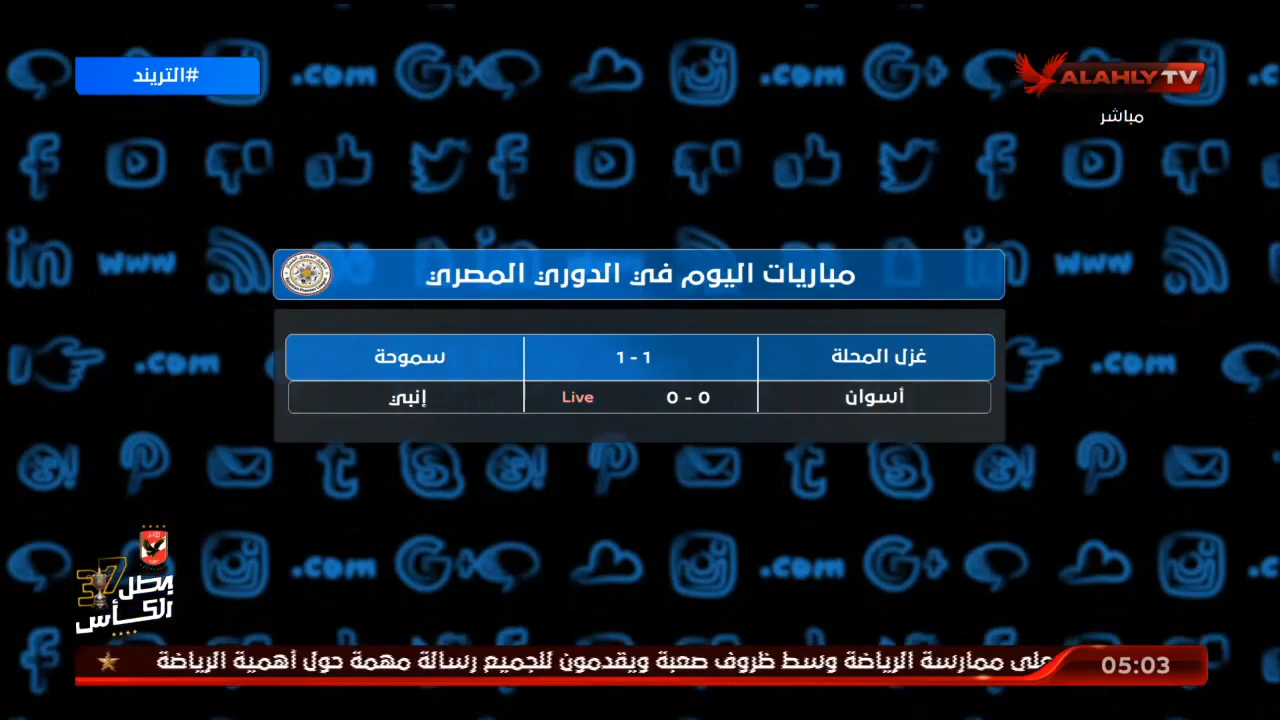 #التريند
ALAHLY TV
مباشر
مباريات اليوم في الدوري المصري
غزل المحلة 1 - 1 سموحة
أسوان 0 - 0 Live إنبي
37
بطل
الكأس
على ممارسة الرياضة وسط ظروف صعبة ويقدمون للجميع رسالة مهمة حول أهمية الرياضة
05:03